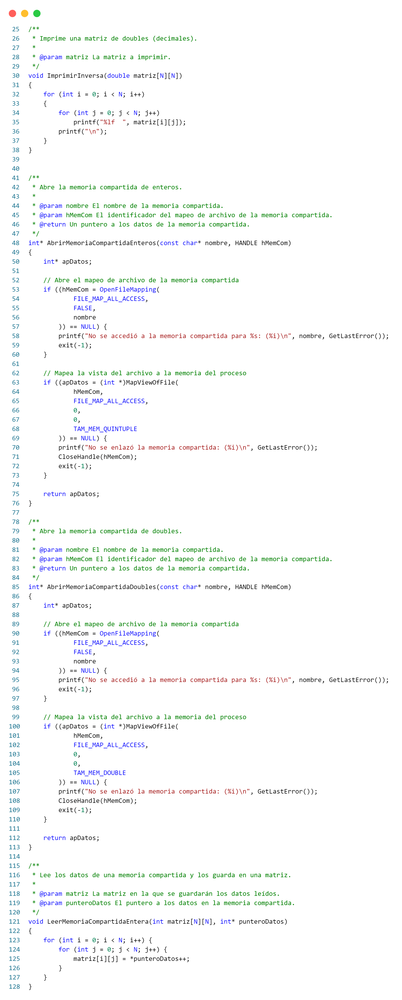 25 /**
26  * Imprime una matriz de doubles (decimales).
27  *
28  * @param matriz La matriz a imprimir.
29  */
30 void ImprimirInversa(double matriz[N][N])
31 {
32     for (int i = 0; i < N; i++)
33     {
34         for (int j = 0; j < N; j++)
35             printf("%lf  ", matriz[i][j]);
36         printf("\n");
37     }
38 }
39
40
41 /**
42  * Abre la memoria compartida de enteros.
43  *
44  * @param nombre El nombre de la memoria compartida.
45  * @param hMemCom El identificador del mapeo de archivo de la memoria compartida.
46  * @return Un puntero a los datos de la memoria compartida.
47  */
48 int* AbrirMemoriaCompartidaEnteros(const char* nombre, HANDLE hMemCom)
49 {
50     int* apDatos;
51
52     // Abre el mapeo de archivo de la memoria compartida
53     if ((hMemCom = OpenFileMapping(
54             FILE_MAP_ALL_ACCESS,
55             FALSE,
56             nombre
57         )) == NULL) {
58         printf("No se accedió a la memoria compartida para %s: (%i)\n", nombre, GetLastError());
59         exit(-1);
60     }
61
62     // Mapea la vista del archivo a la memoria del proceso
63     if ((apDatos = (int *)MapViewOfFile(
64             hMemCom,
65             FILE_MAP_ALL_ACCESS,
66             0,
67             0,
68             TAM_MEM_QUINTUPLE
69         )) == NULL) {
70         printf("No se enlazó la memoria compartida: (%i)\n", GetLastError());
71         CloseHandle(hMemCom);
72         exit(-1);
73     }
74
75     return apDatos;
76 }
77
78 /**
79  * Abre la memoria compartida de doubles.
80  *
81  * @param nombre El nombre de la memoria compartida.
82  * @param hMemCom El identificador del mapeo de archivo de la memoria compartida.
83  * @return Un puntero a los datos de la memoria compartida.
84  */
85 int* AbrirMemoriaCompartidaDoubles(const char* nombre, HANDLE hMemCom)
86 {
87     int* apDatos;
88
89     // Abre el mapeo de archivo de la memoria compartida
90     if ((hMemCom = OpenFileMapping(
91             FILE_MAP_ALL_ACCESS,
92             FALSE,
93             nombre
94         )) == NULL) {
95         printf("No se accedió a la memoria compartida para %s: (%i)\n", nombre, GetLastError());
96         exit(-1);
97     }
98
99     // Mapea la vista del archivo a la memoria del proceso
100     if ((apDatos = (int *)MapViewOfFile(
101             hMemCom,
102             FILE_MAP_ALL_ACCESS,
103             0,
104             0,
105             TAM_MEM_DOUBLE
106         )) == NULL) {
107         printf("No se enlazó la memoria compartida: (%i)\n", GetLastError());
108         CloseHandle(hMemCom);
109         exit(-1);
110     }
111
112     return apDatos;
113 }
114
115 /**
116  * Lee los datos de una memoria compartida y los guarda en una matriz.
117  *
118  * @param matriz La matriz en la que se guardarán los datos leídos.
119  * @param punteroDatos El puntero a los datos en la memoria compartida.
120  */
121 void LeerMemoriaCompartidaEntera(int matriz[N][N], int* punteroDatos)
122 {
123     for (int i = 0; i < N; i++) {
124         for (int j = 0; j < N; j++) {
125             matriz[i][j] = *punteroDatos++;
126         }
127     }
128 }